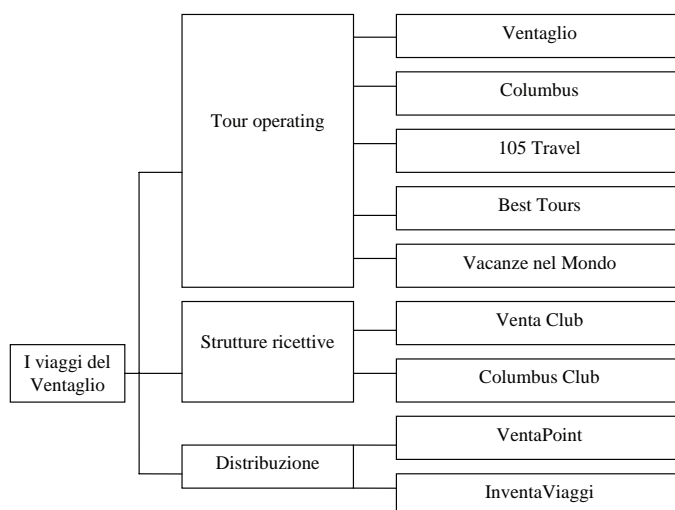 Ventaglio
Columbus
Tour operating
105 Travel
Best Tours
Vacanze nel Mondo
Venta Club
Strutture ricettive
I viaggi del
Ventaglio
Columbus Club
VentaPoint
Distribuzione
InventaViaggi